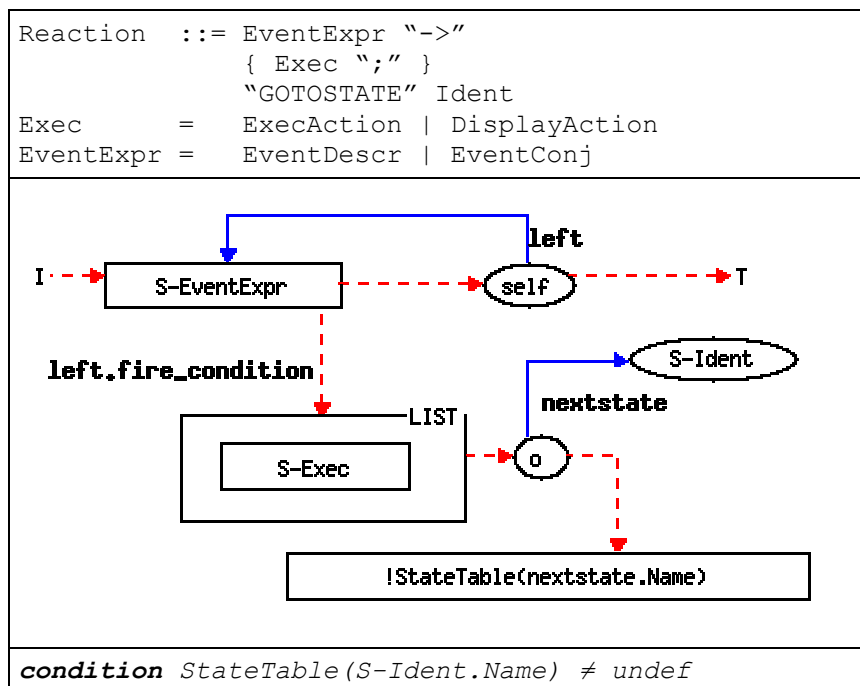 Reaction ::= EventExpr “->”
{ Exec “;” }
“GOTOSTATE” Ident
Exec = ExecAction | DisplayAction
EventExpr = EventDescr | EventConj
left
I
S-EventExpr
self
T
left.fire_condition
S-Ident
nextstate
LIST
S-Exec
o
!StateTable(nextstate.Name)
condition StateTable(S-Ident.Name) ≠ undef